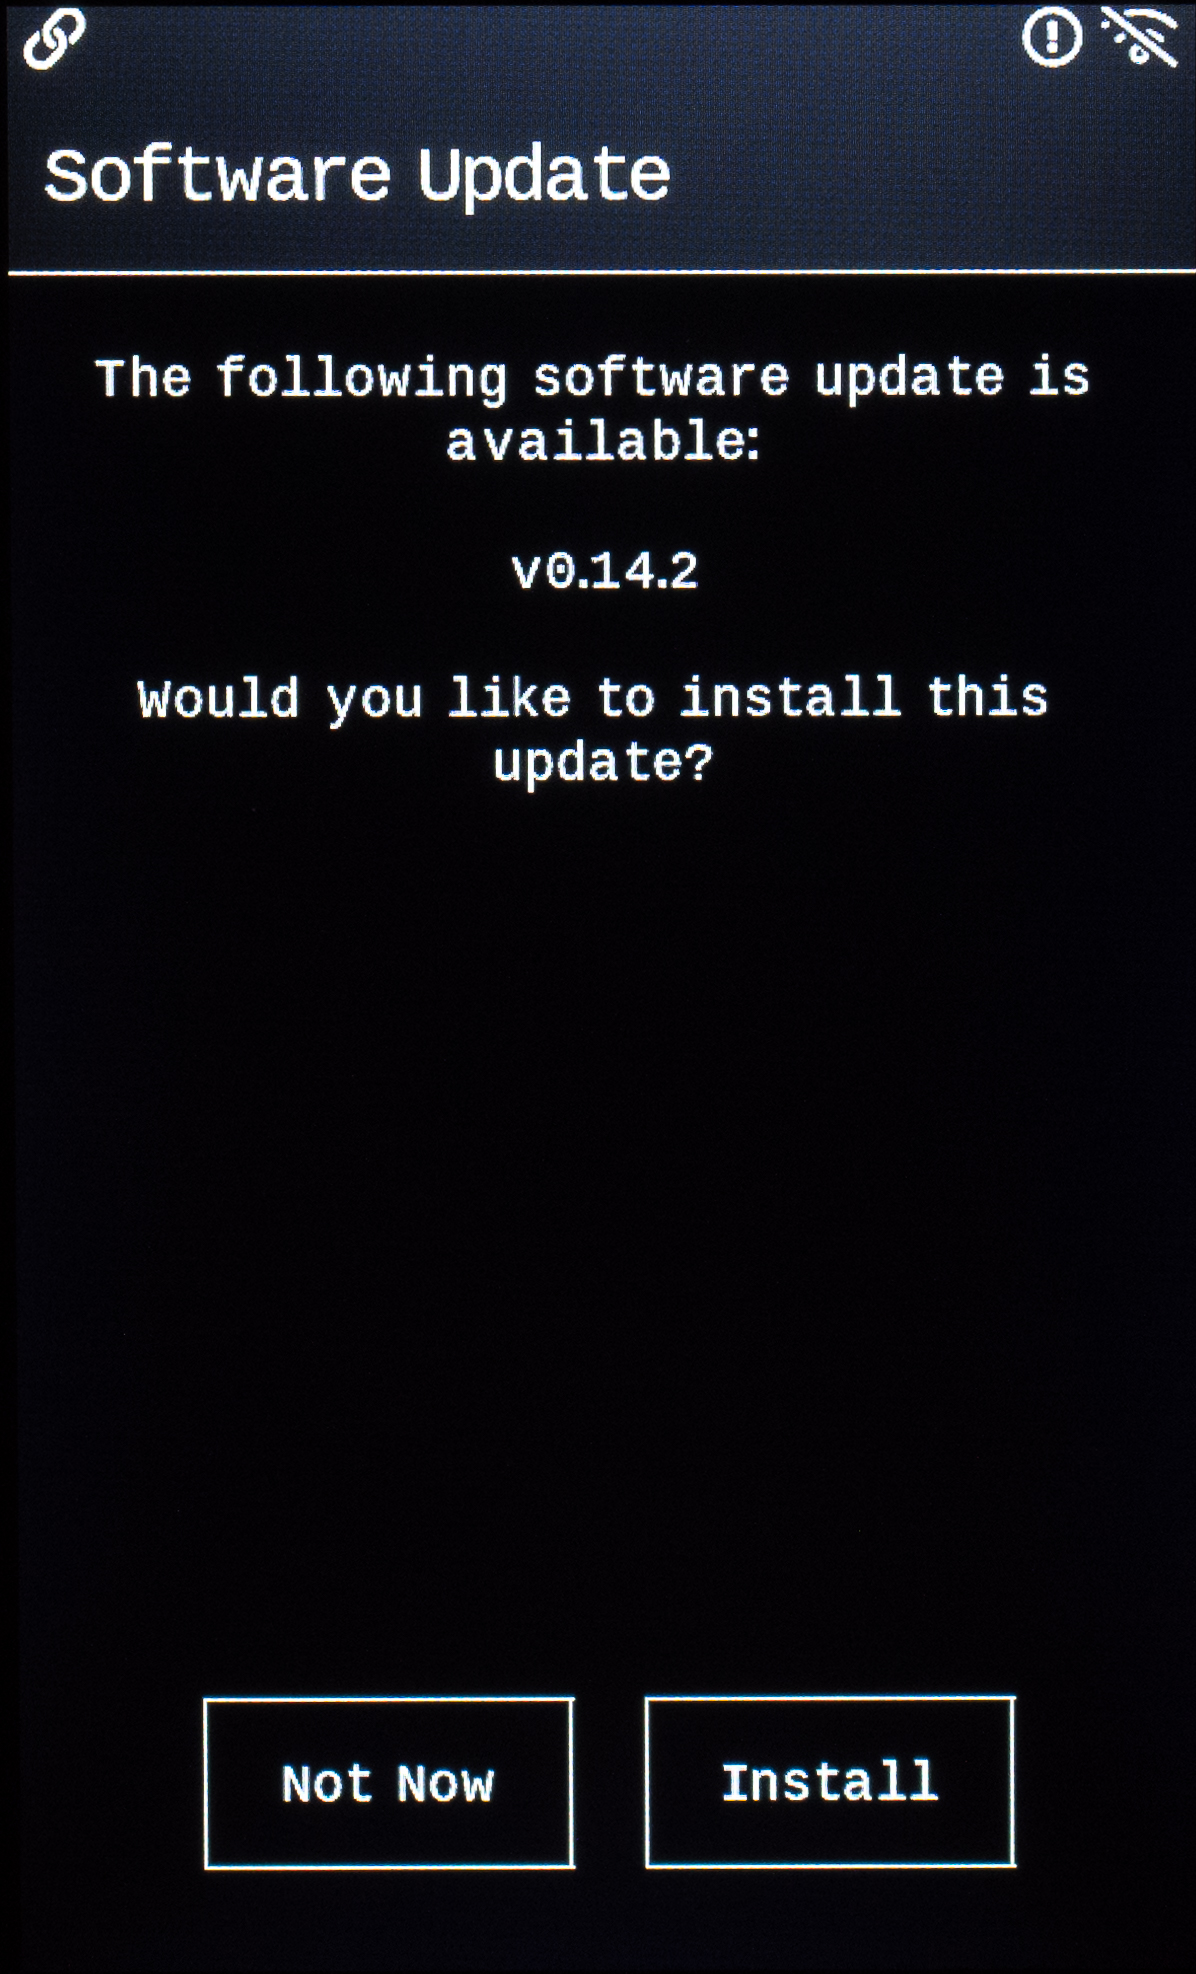 Software Update
The following software update is
available:
v0.14.2
Would you like to install this
update?
Not Now
Install